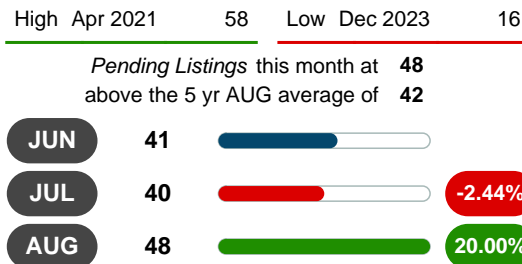 High Apr 2021 58 Low Dec 2023 16
Pending Listings this month at 48
above the 5 yr AUG average of 42
JUN 41
JUL 40 -2.44%
AUG 48 20.00%